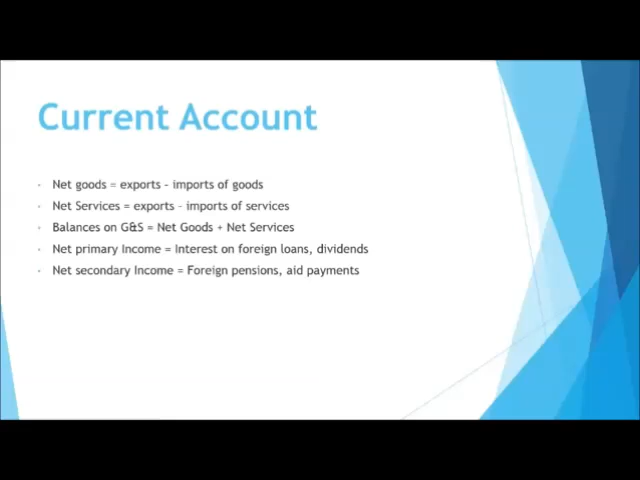 Current Account
Net goods = exports – imports of goods
Net Services = exports – imports of services
Balances on G&S = Net Goods + Net Services
Net primary Income = Interest on foreign loans, dividends
Net secondary Income = Foreign pensions, aid payments